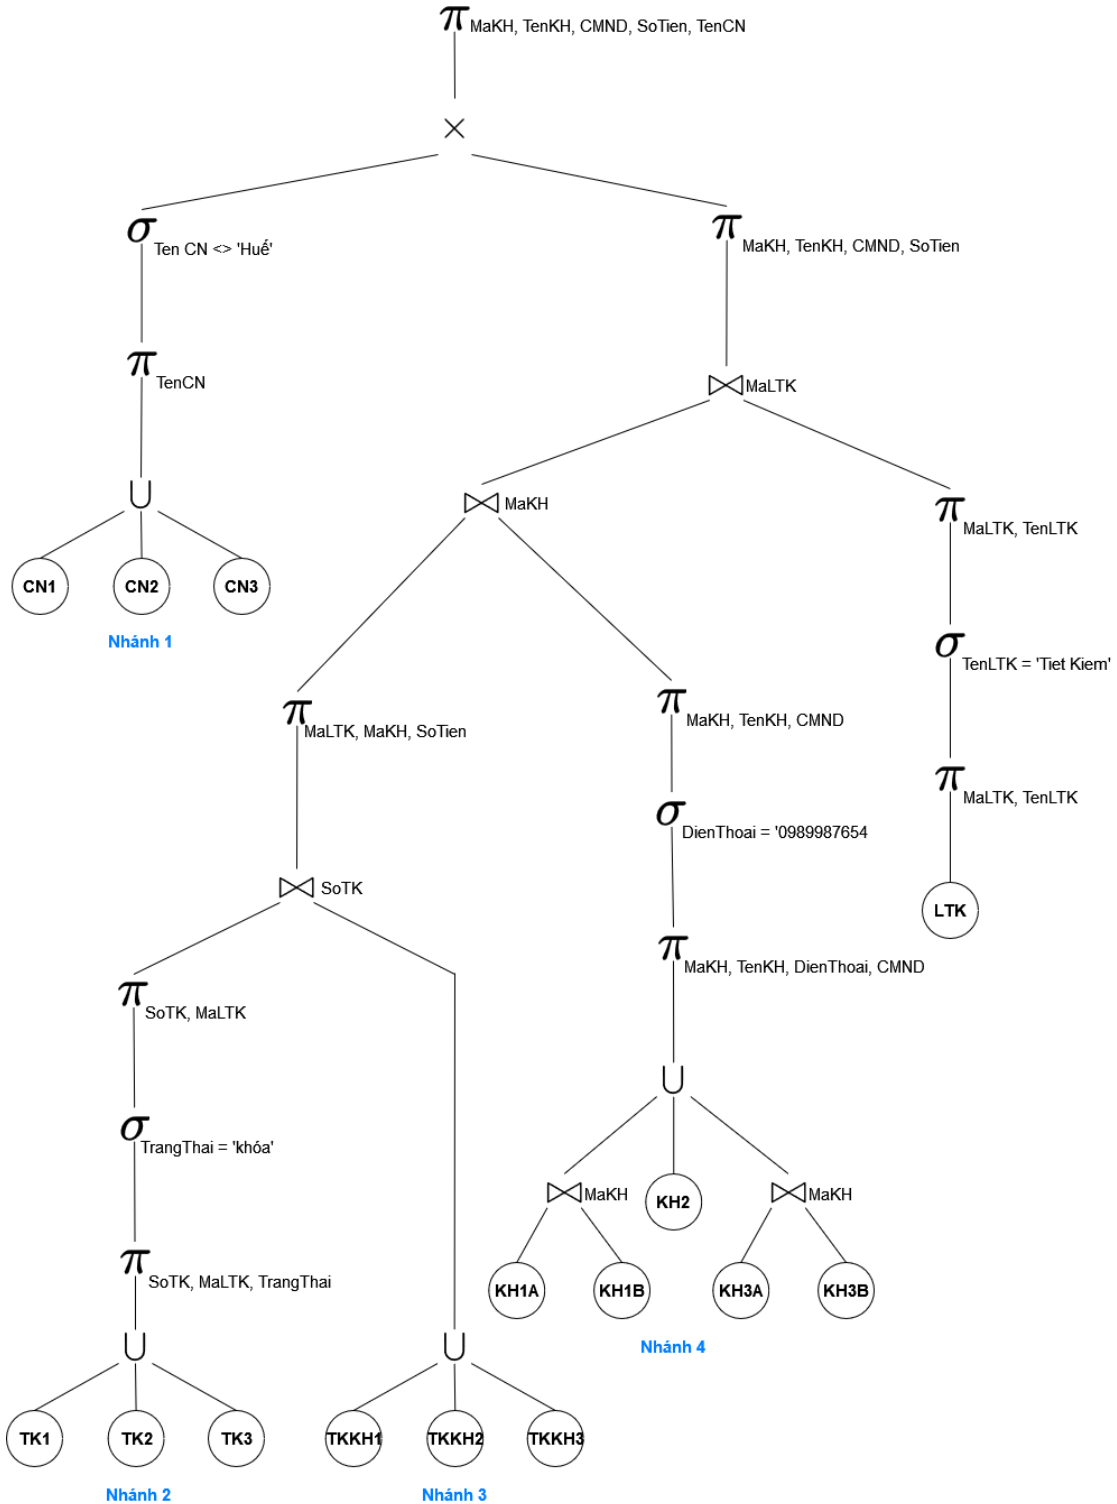 π MaKH, TenKH, CMND, SoTien, TenCN
×
σ Ten CN <> 'Huế'
π MaKH, TenKH, CMND, SoTien
π TenCN
⋈ MaLTK
∪
⋈ MaKH
π MaLTK, TenLTK
CN1 CN2 CN3
Nhánh 1
σ TenLTK = 'Tiet Kiem'
π MaLTK, MaKH, SoTien
π MaKH, TenKH, CMND
π MaLTK, TenLTK
σ DienThoai = '0989987654
⋈ SoTK
LTK
π MaKH, TenKH, DienThoai, CMND
π SoTK, MaLTK
∪
σ TrangThai = 'khóa'
⋈ MaKH
KH2
⋈ MaKH
π SoTK, MaLTK, TrangThai
KH1A KH1B KH3A KH3B
∪ ∪
Nhánh 4
TK1 TK2 TK3 TKKH1 TKKH2 TKKH3
Nhánh 2 Nhánh 3